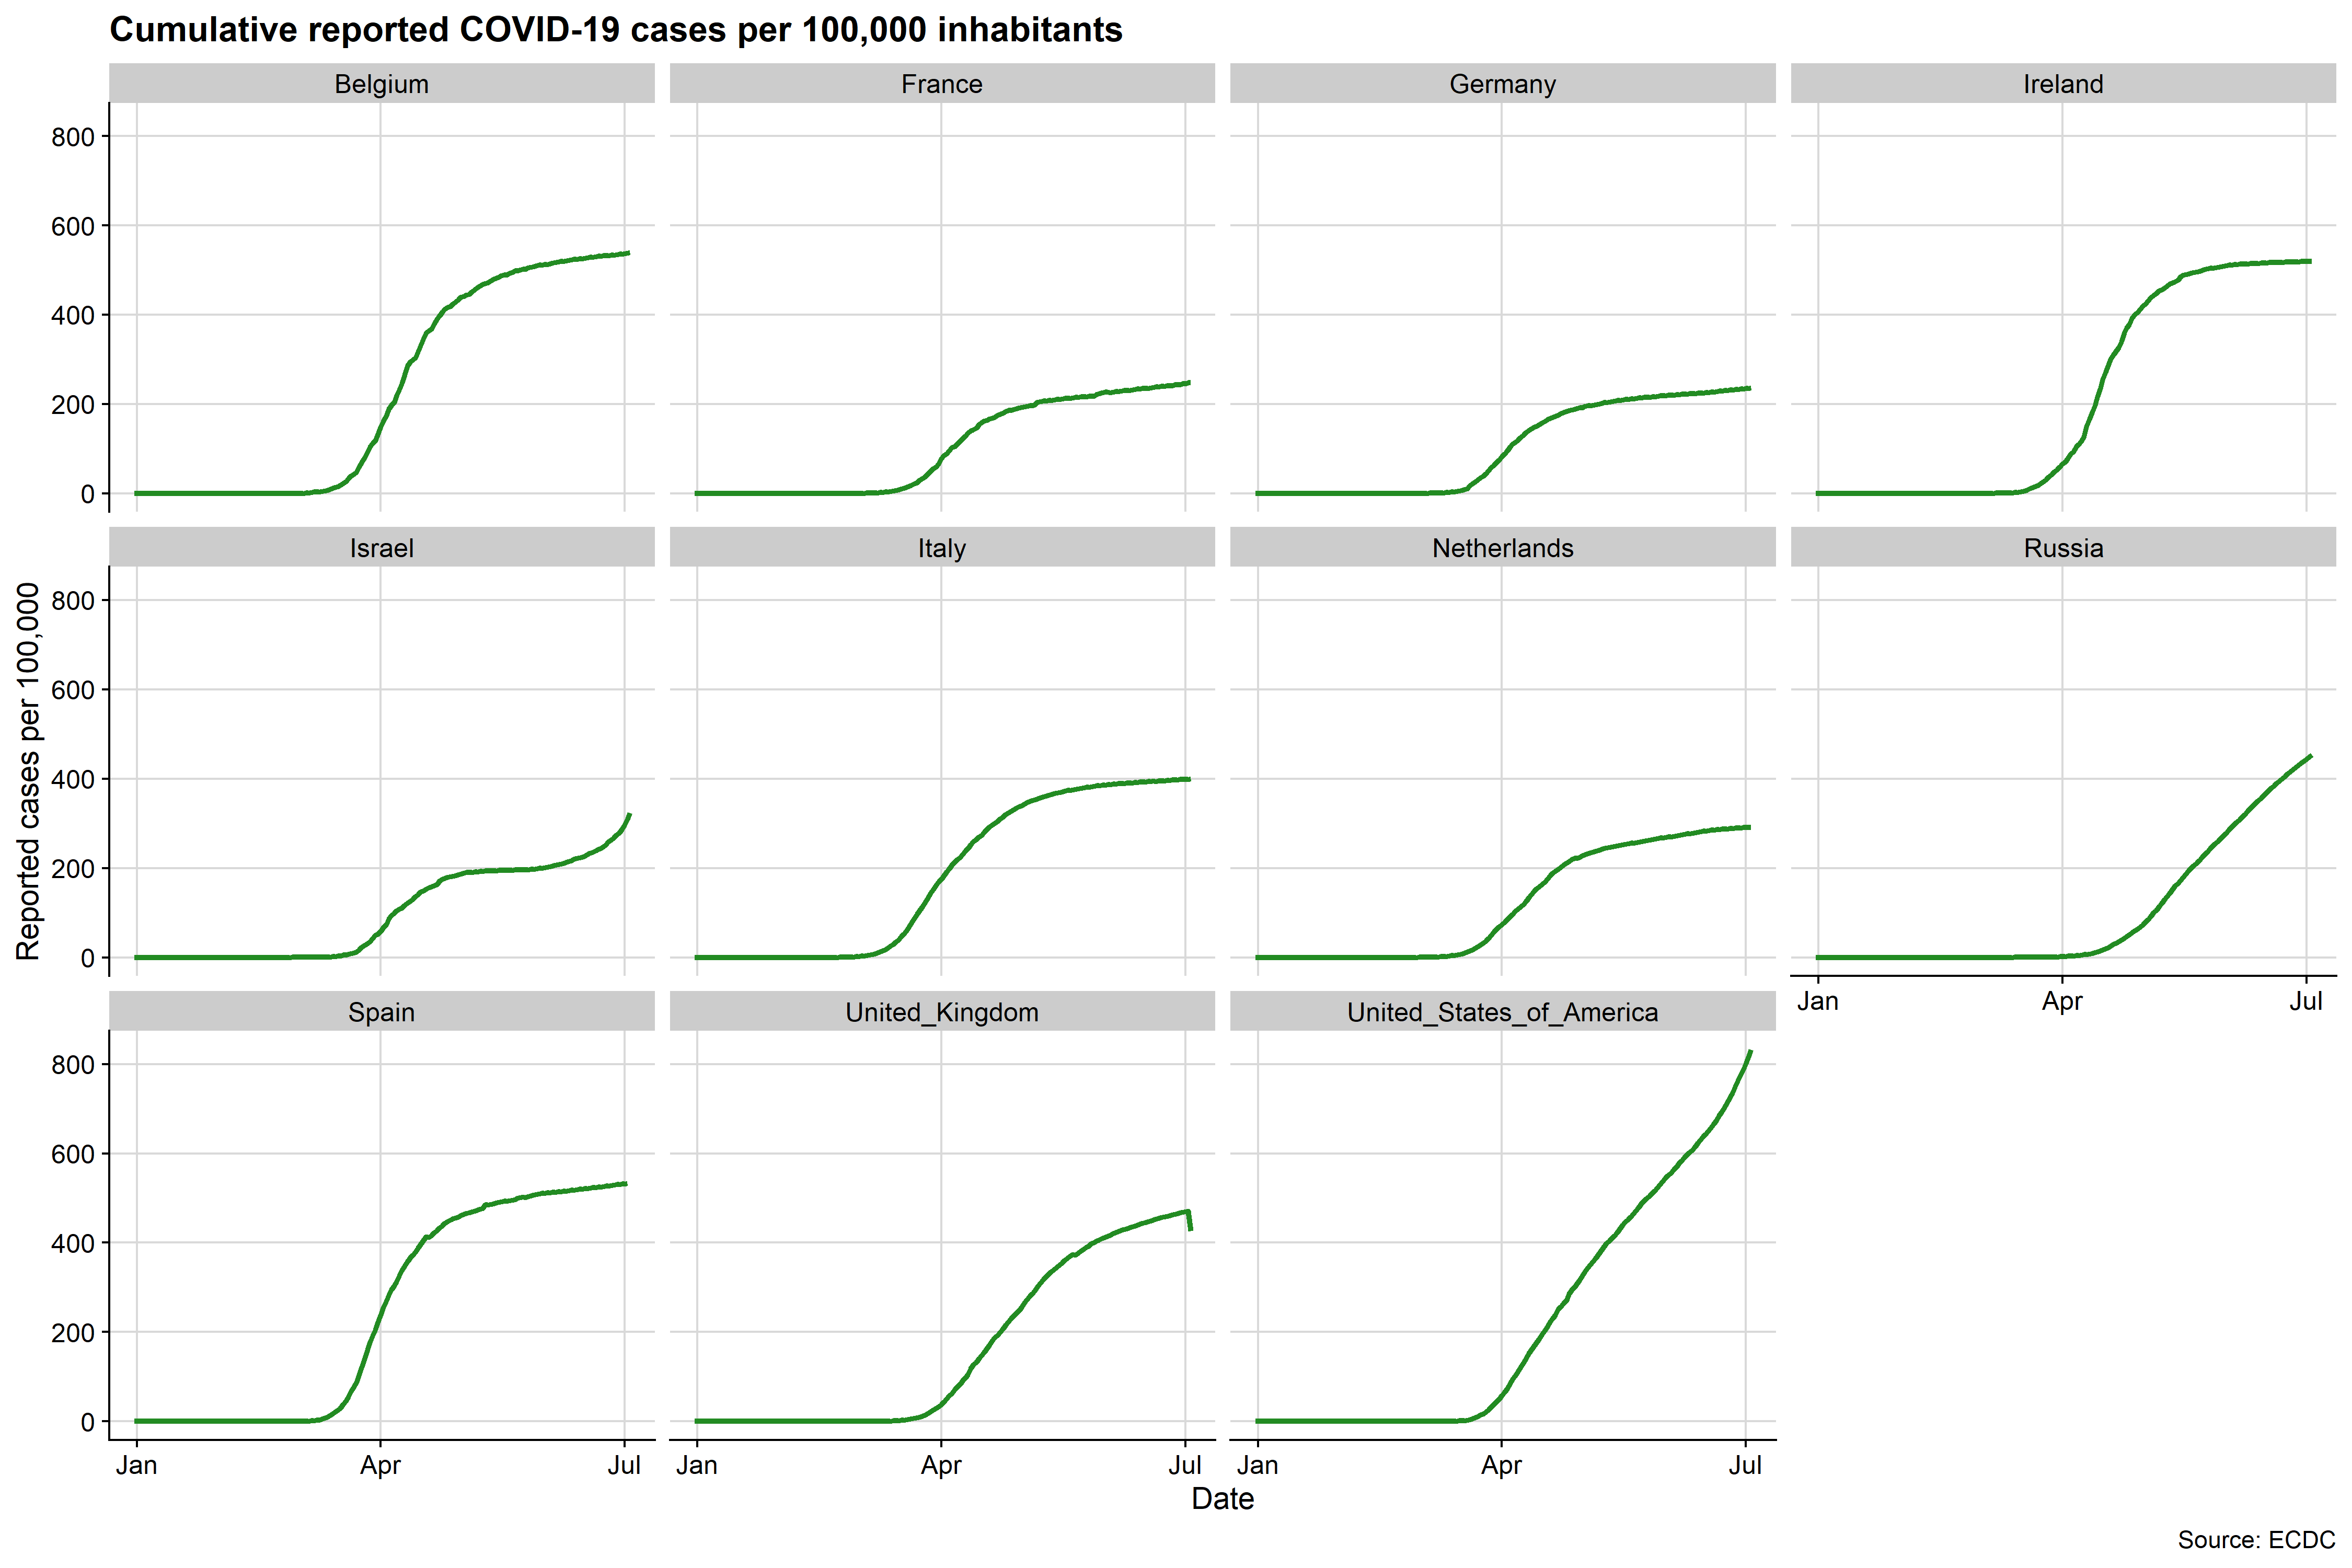 Cumulative reported COVID-19 cases per 100,000 inhabitants
Belgium
France
Germany
Ireland
800
600
400
200
0
Israel
Italy
Netherlands
Russia
800
600
400
200
0
Jan
Apr
Jul
Spain
United_Kingdom
United_States_of_America
800
600
400
200
0
Jan
Apr
Jul
Jan
Apr
Jul
Jan
Apr
Jul
Reported cases per 100,000
Date
Source: ECDC